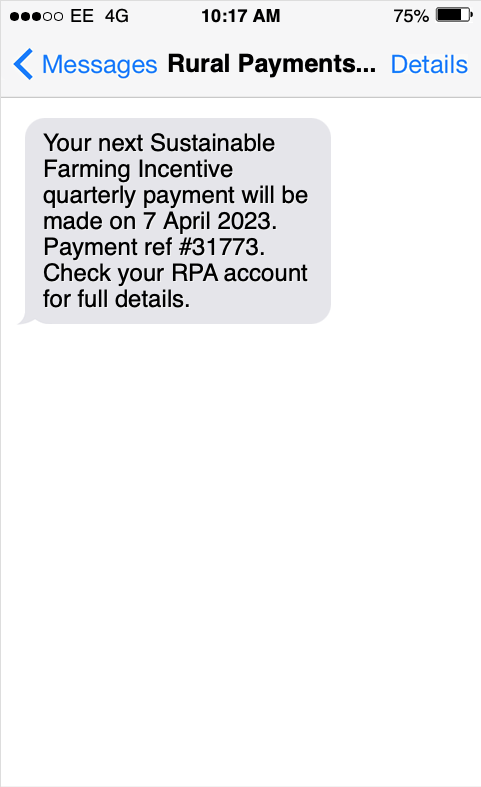 EE 4G 10:17 AM 75%
Messages Rural Payments... Details
Your next Sustainable
Farming Incentive
quarterly payment will be
made on 7 April 2023.
Payment ref #31773.
Check your RPA account
for full details.